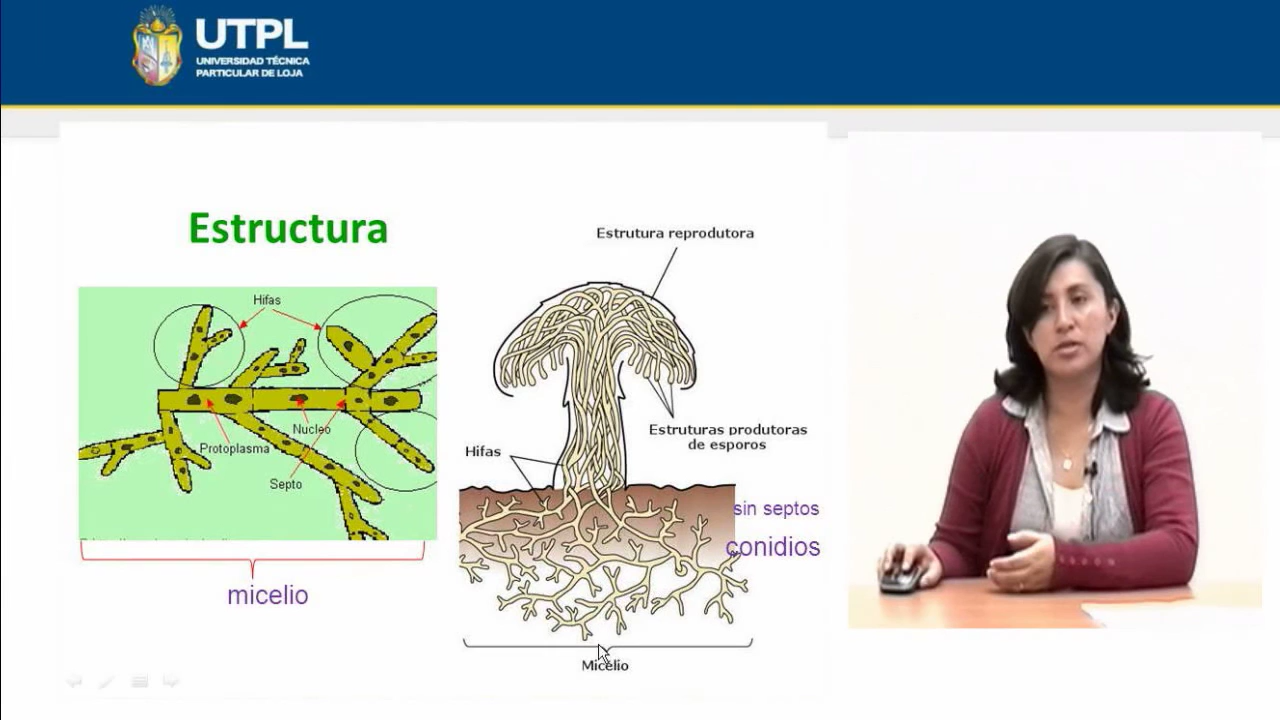 UTPL
UNIVERSIDAD TÉCNICA
PARTICULAR DE LOJA
Estructura
Hifas
Nucleo
Protoplasma
Septo
micelio
Estrutura reprodutora
Estruturas produtoras
de esporos
Hifas
sin septos
conidios
Micelio